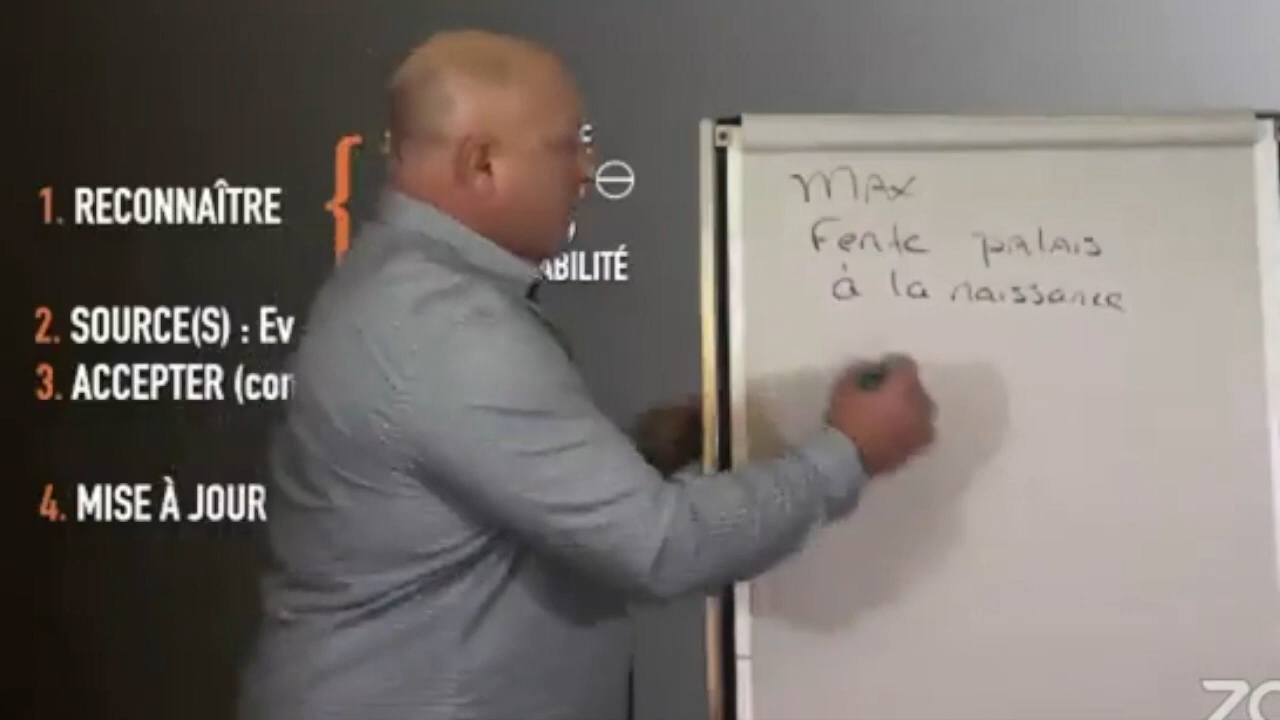 1. RECONNAÎTRE
ABILITÉ
2. SOURCE(S) : Ev
3. ACCEPTER (con
4. MISE À JOUR
MAX
Fente palais
à la naissance